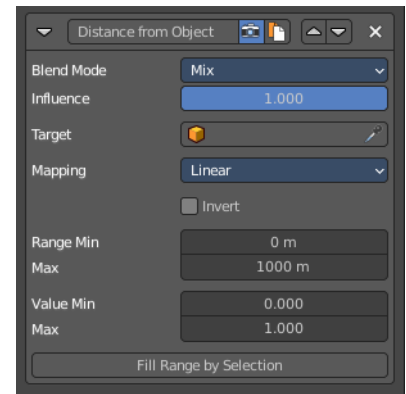 Distance from Object
Blend Mode Mix
Influence 1.000
Target
Mapping Linear
Invert
Range Min 0 m
Max 1000 m
Value Min 0.000
Max 1.000
Fill Range by Selection